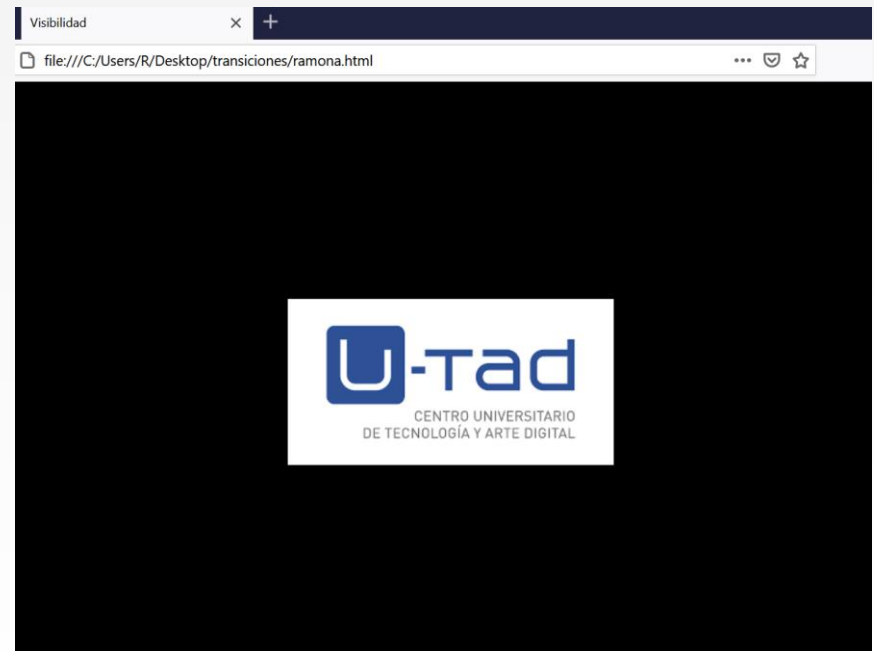 Visibilidad
file:///C:/Users/R/Desktop/transiciones/ramona.html
U-Tad
CENTRO UNIVERSITARIO
DE TECNOLOGÍA Y ARTE DIGITAL